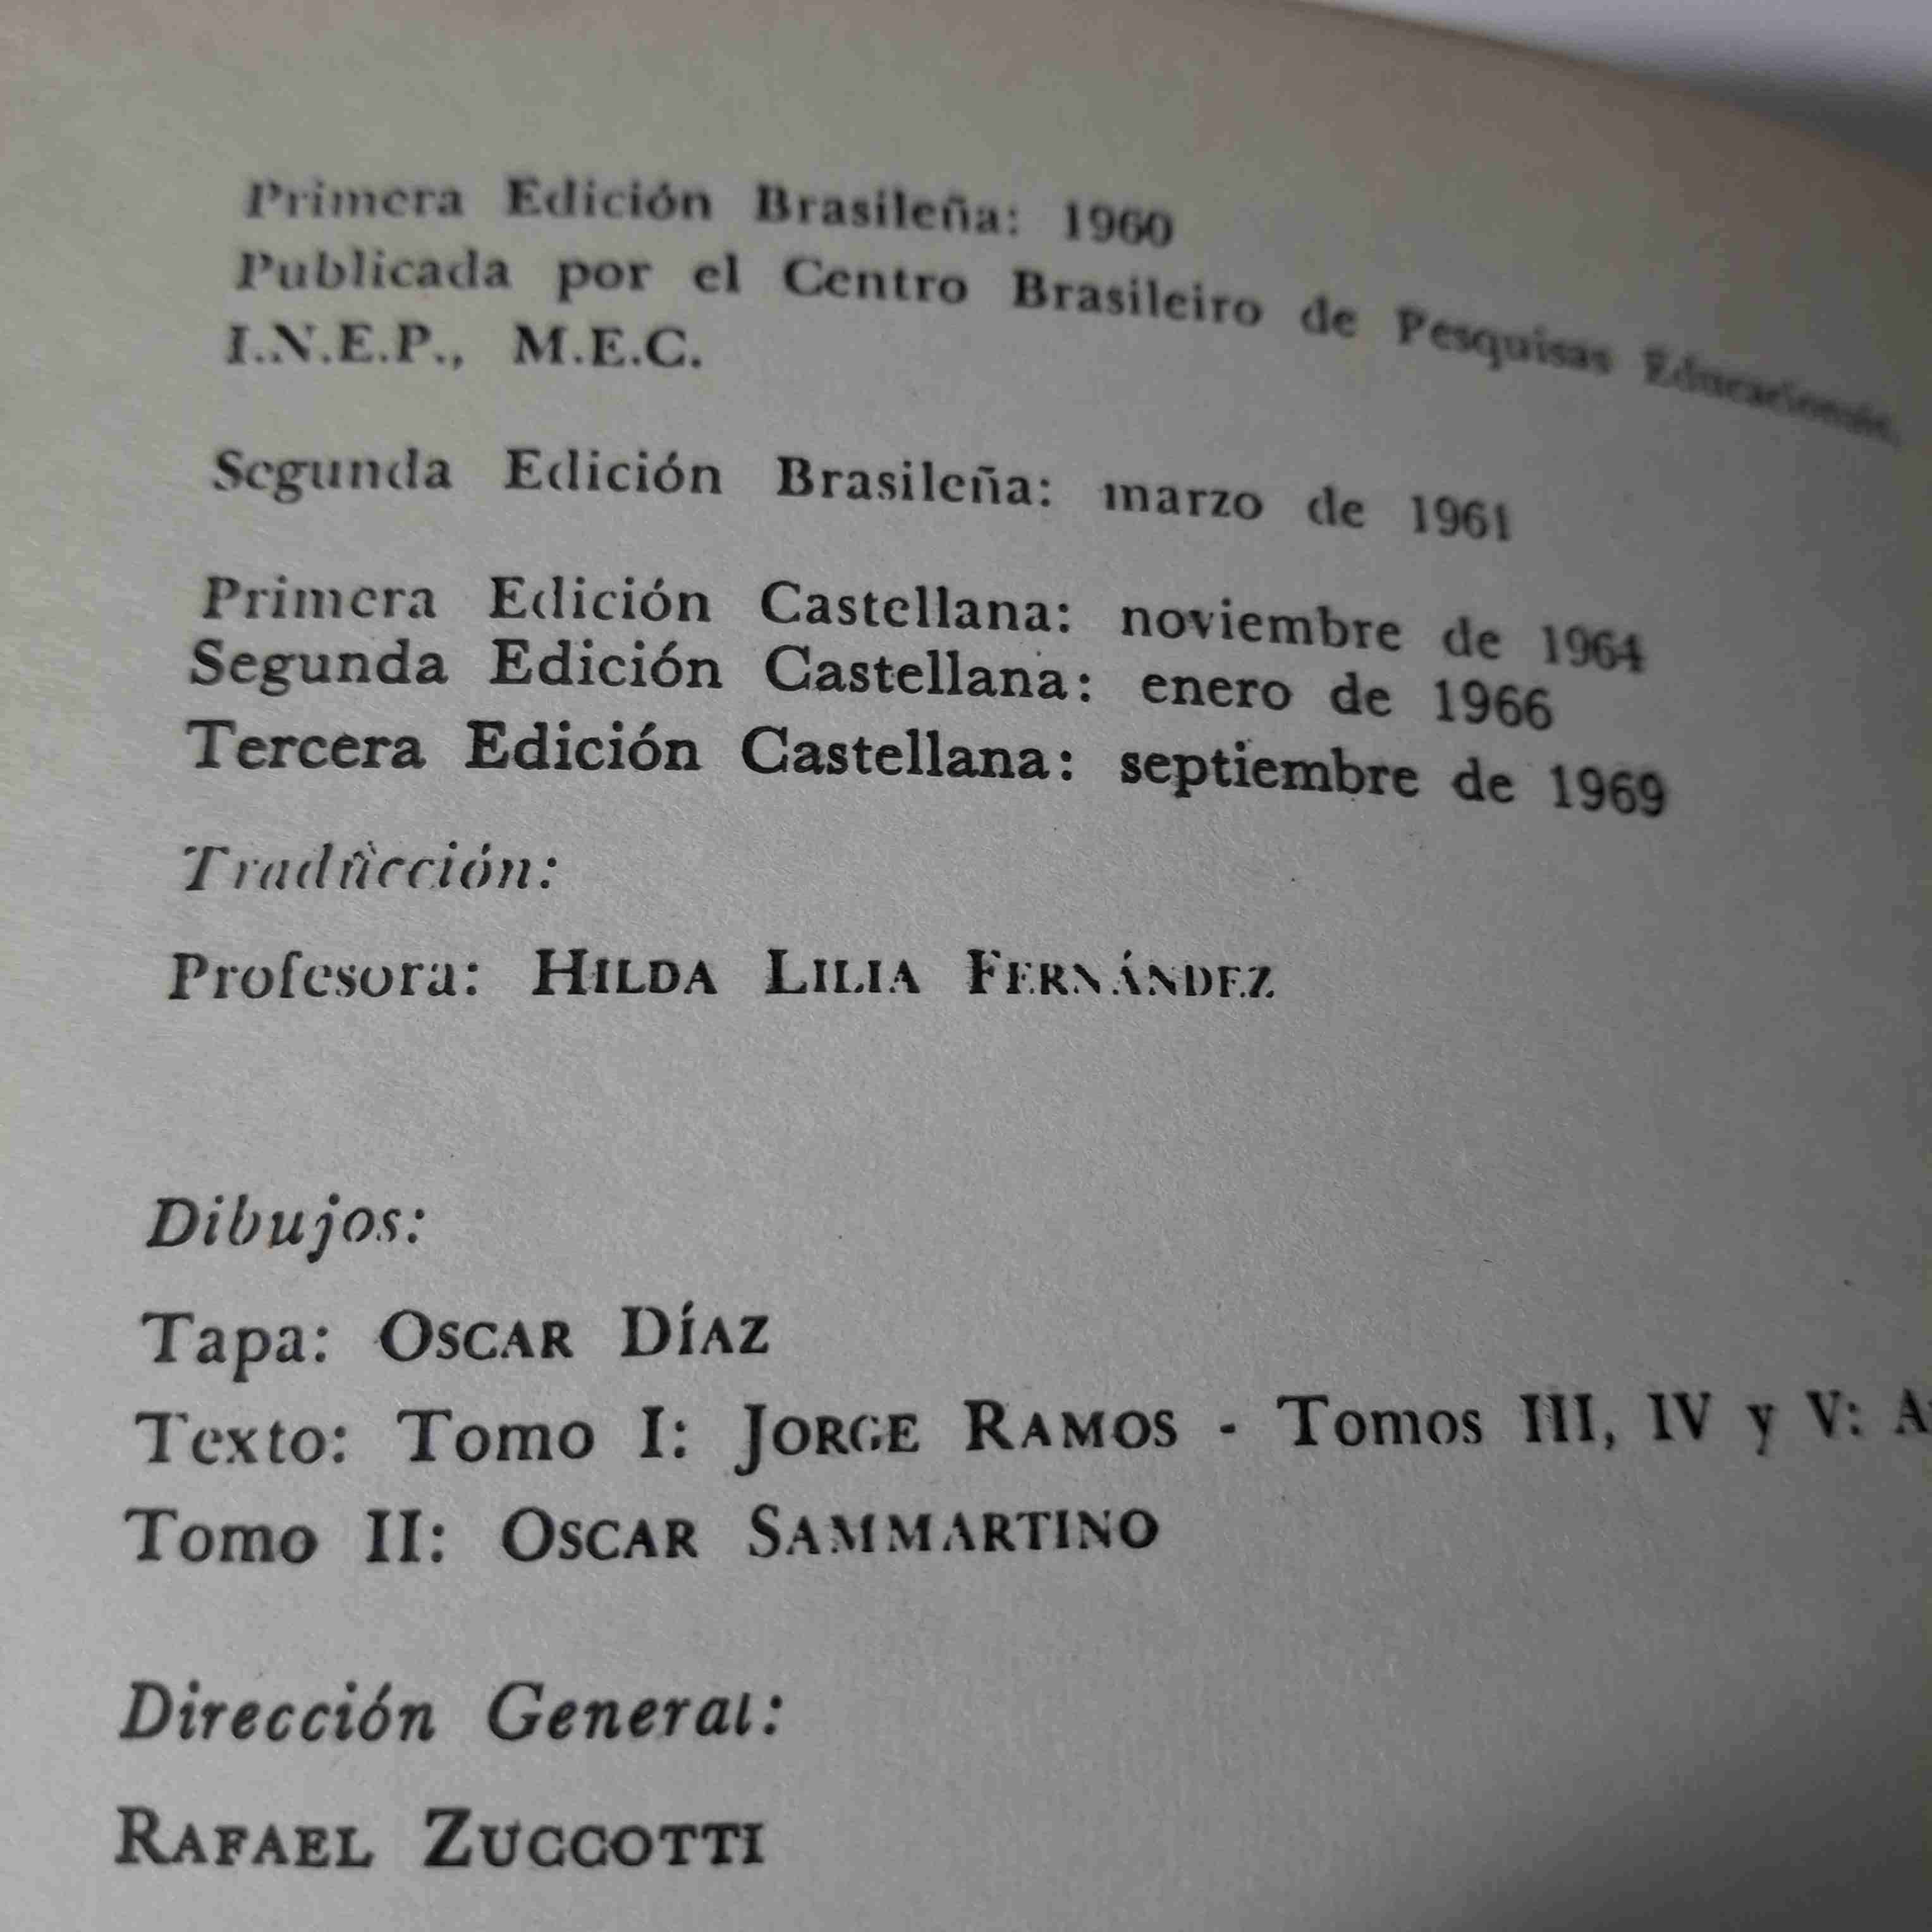 Primera Edición Brasileña: 1960
Publicada por el Centro Brasileiro de Pesquisas
I.N.E.P., M.E.C.
Segunda Edición Brasileña: marzo de 1961
Primera Edición Castellana: noviembre de 1964
Segunda Edición Castellana: enero de 1966
Tercera Edición Castellana: septiembre de 1969
Traducción:
Profesora: HILDA LILIA FERNÁNDEZ
Dibujos:
Tapa: OSCAR DÍAZ
Texto: Tomo I: JORGE RAMOS - Tomos III, IV y V:
Tomo II: OSCAR SAMMARTINO
Dirección General:
RAFAEL ZUCCOTTI